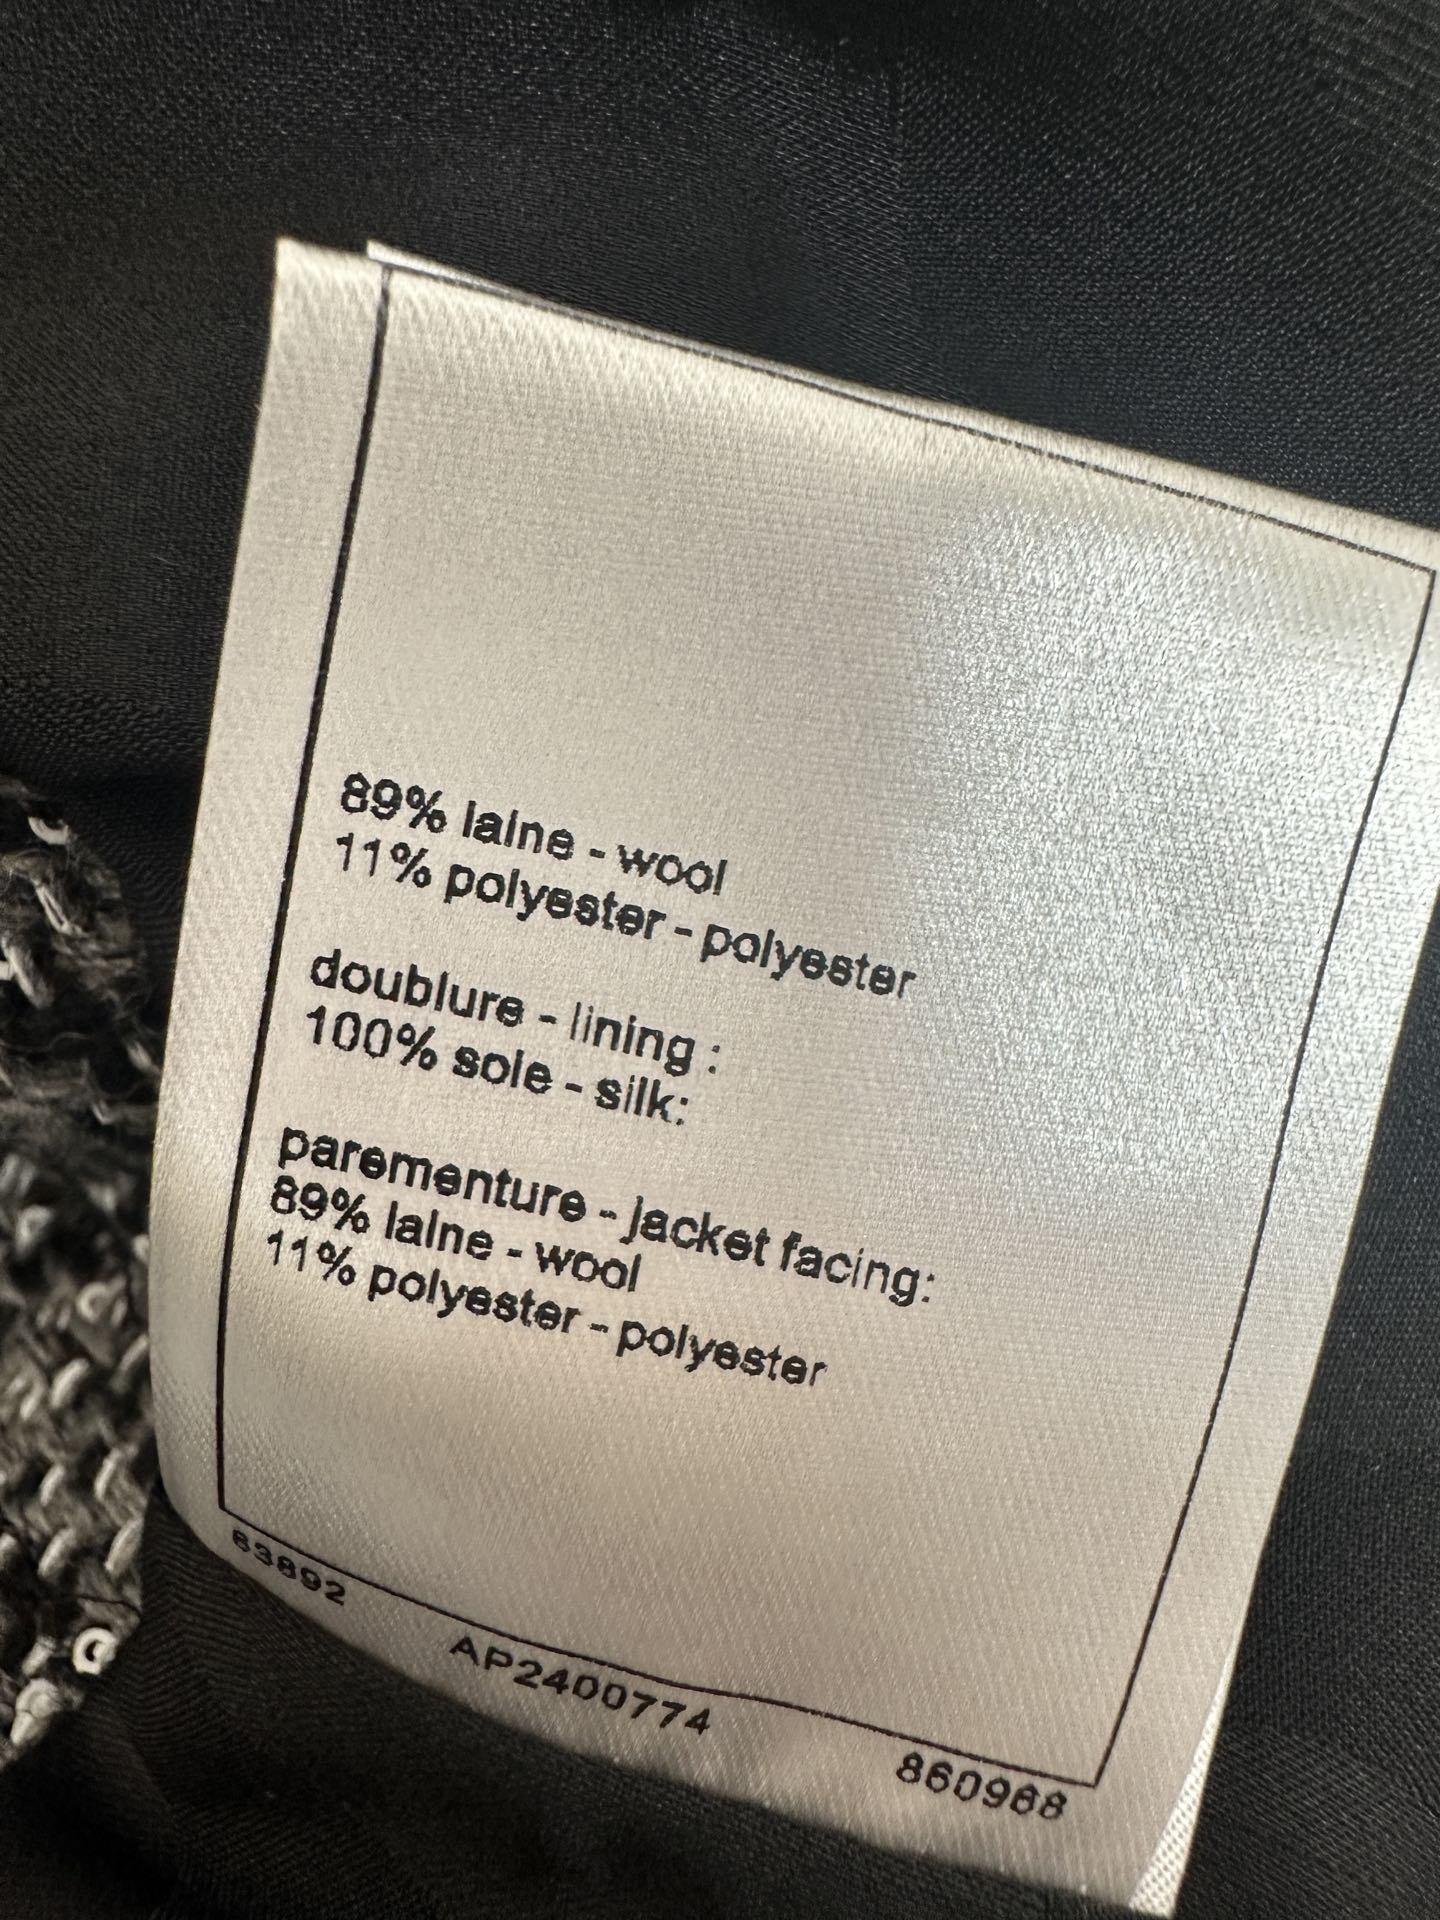 89% laine - wool
11% polyester - polyester
doublure - lining :
100% soie - silk:
parementure - jacket facing:
89% laine - wool
11% polyester - polyester
63892
AP2400774
860968